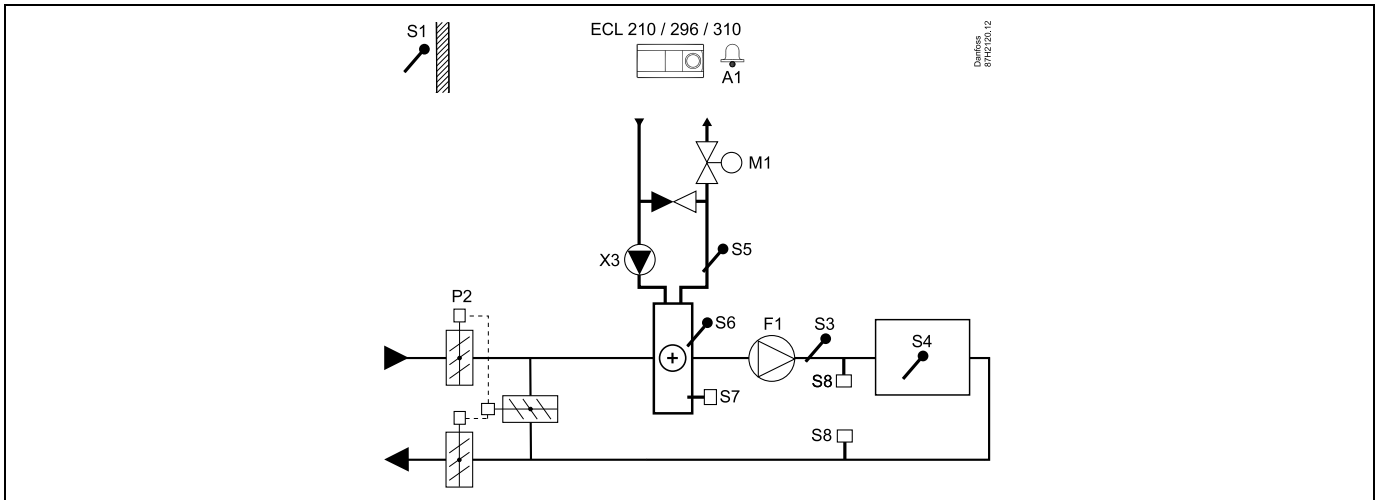 S1
ECL 210 / 296 / 310
A1
Danfoss
87H2120.12
M1
S5
X3
P2
S6
F1
S3
S4
S8
S7
S8